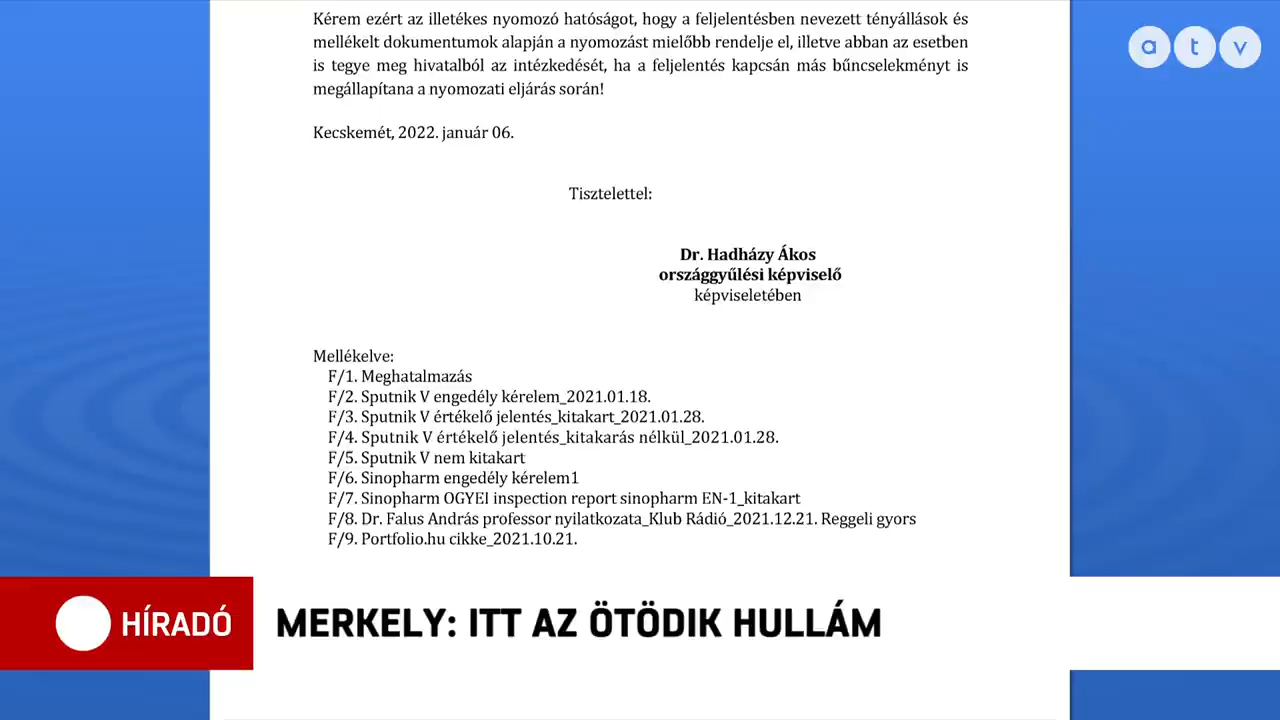 Kérem ezért az illetékes nyomozó hatóságot, hogy a feljelentésben nevezett tényállások és
mellékelt dokumentumok alapján a nyomozást mielőbb rendelje el, illetve abban az esetben
is tegye meg hivatalból az intézkedését, ha a feljelentés kapcsán más bűncselekményt is
megállapítana a nyomozati eljárás során!
Kecskemét, 2022. január 06.
Tisztelettel:
Dr. Hadházy Ákos
országgyűlési képviselő
képviseletében
Mellékelve:
F/1. Meghatalmazás
F/2. Sputnik V engedély kérelem_2021.01.18.
F/3. Sputnik V értékelő jelentés_kitakart_2021.01.28.
F/4. Sputnik V értékelő jelentés_kitakarás nélkül_2021.01.28.
F/5. Sputnik V nem kitakart
F/6. Sinopharm engedély kérelem1
F/7. Sinopharm OGYEI inspection report sinopharm EN-1_kitakart
F/8. Dr. Falus András professor nyilatkozata_Klub Rádió_2021.12.21. Reggeli gyors
F/9. Portfolio.hu cikke_2021.10.21.
atv
HÍRADÓ
MERKELY: ITT AZ ÖTÖDIK HULLÁM